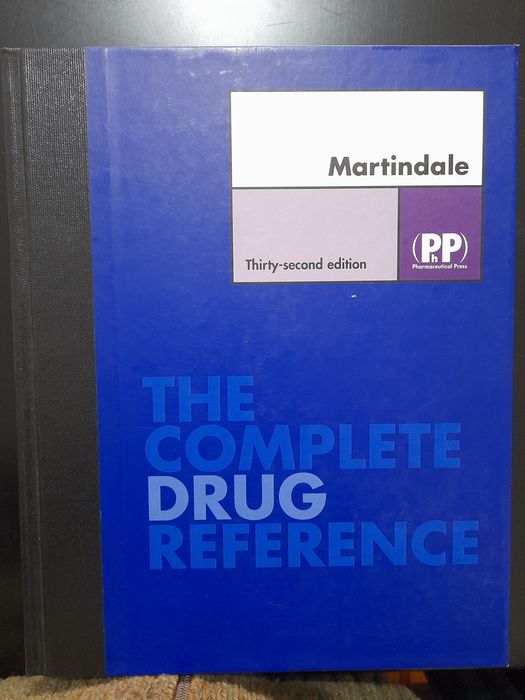 Martindale
Thirty-second edition
(PhP)
Pharmaceutical Press
THE
COMPLETE
DRUG
REFERENCE